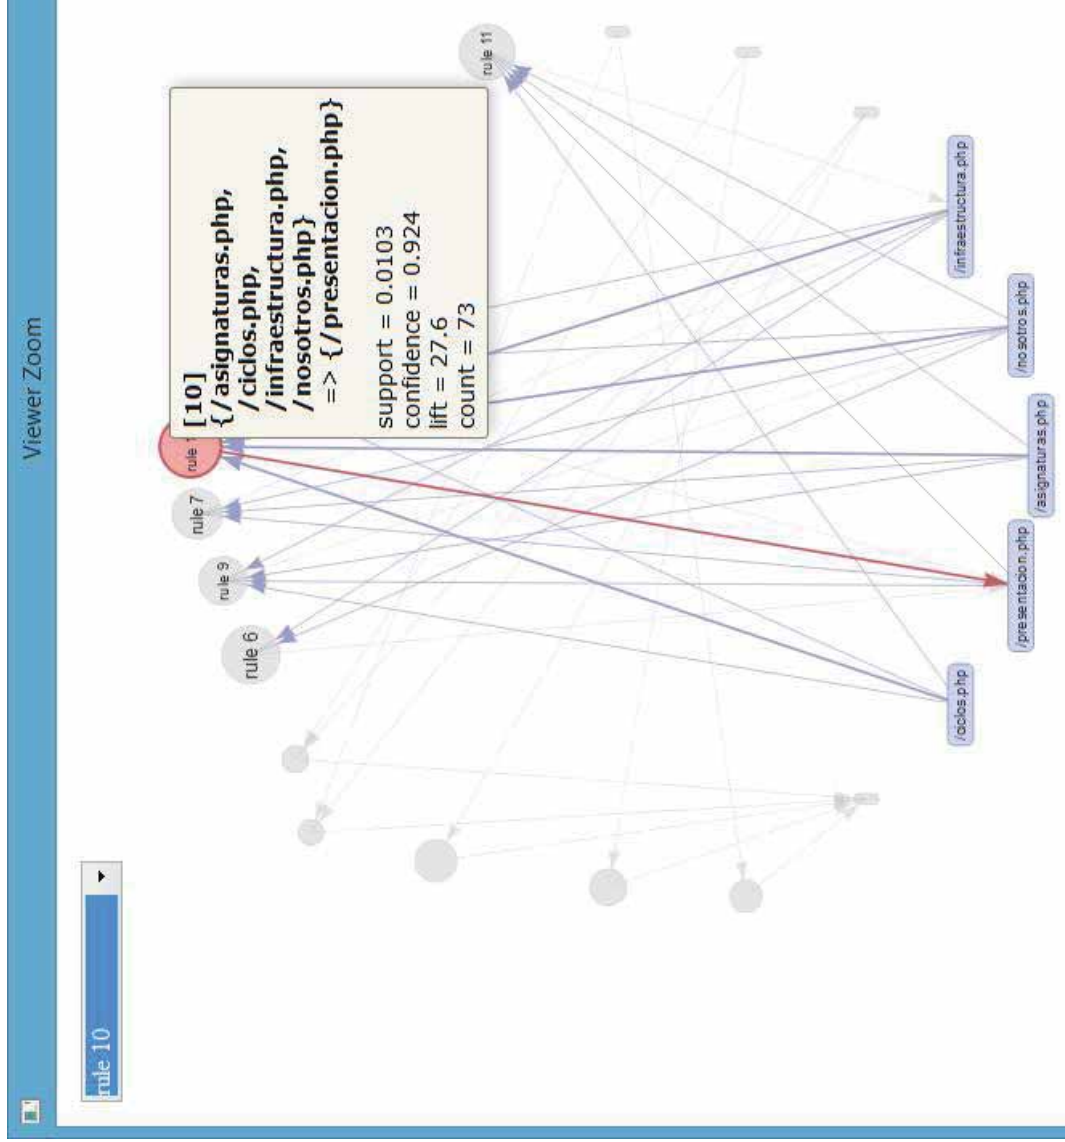 Viewer Zoom
rule 10
[10]
{/asignaturas.php,
/ciclos.php,
/infraestructura.php,
/nosotros.php}
=> {/presentacion.php}
support = 0.0103
confidence = 0.924
lift = 27.6
count = 73
rule 6
rule 9
rule 7
rule 1
rule 11
/ciclos.php
/presentacion.php
/asignaturas.php
/nosotros.php
/infraestructura.php